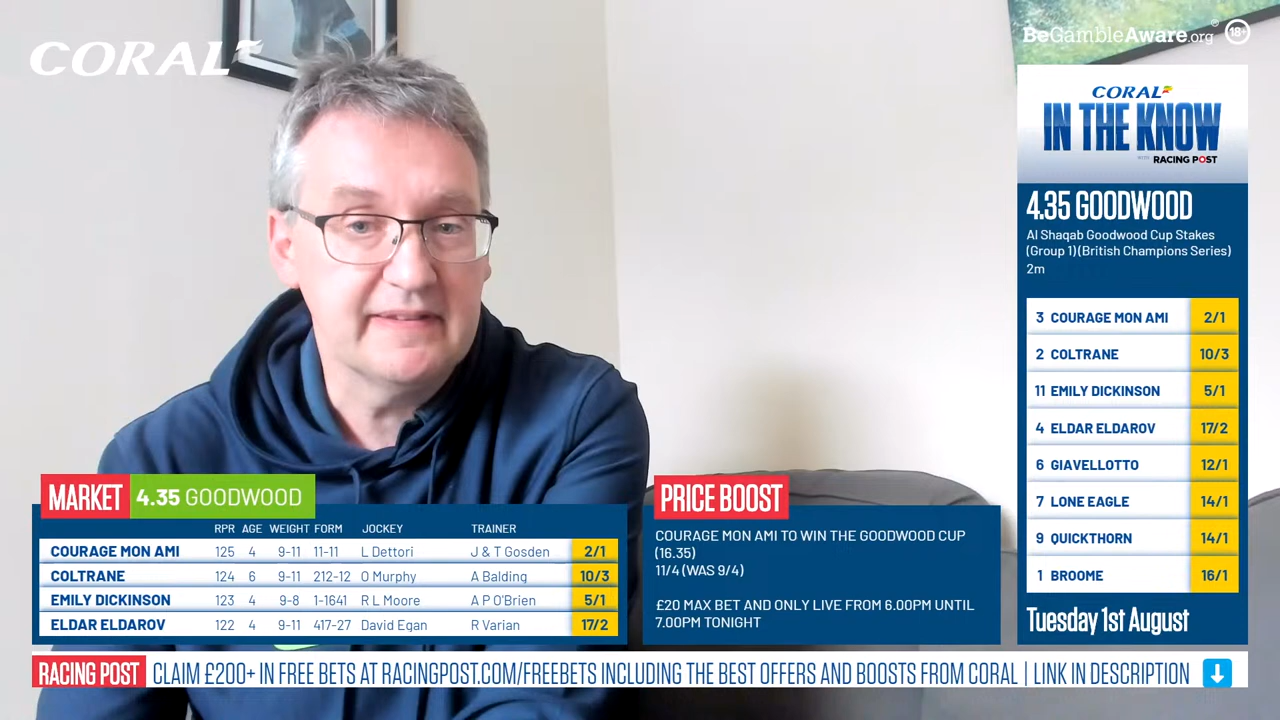 CORAL
BeGambleAware.org® 18+
CORAL
IN THE KNOW
WITH RACING POST
4.35 GOODWOOD
Al Shaqab Goodwood Cup Stakes
(Group 1) (British Champions Series)
2m
3 COURAGE MON AMI 2/1
2 COLTRANE 10/3
11 EMILY DICKINSON 5/1
4 ELDAR ELDAROV 17/2
6 GIAVELLOTTO 12/1
7 LONE EAGLE 14/1
9 QUICKTHORN 14/1
1 BROOME 16/1
Tuesday 1st August
MARKET 4.35 GOODWOOD
RPR AGE WEIGHT FORM JOCKEY TRAINER
COURAGE MON AMI 125 4 9-11 11-11 L Dettori J & T Gosden 2/1
COLTRANE 124 6 9-11 212-12 O Murphy A Balding 10/3
EMILY DICKINSON 123 4 9-8 1-1641 R L Moore A P O'Brien 5/1
ELDAR ELDAROV 122 4 9-11 417-27 David Egan R Varian 17/2
PRICE BOOST
COURAGE MON AMI TO WIN THE GOODWOOD CUP
(16.35)
11/4 (WAS 9/4)
£20 MAX BET AND ONLY LIVE FROM 6.00PM UNTIL
7.00PM TONIGHT
RACING POST CLAIM £200+ IN FREE BETS AT RACINGPOST.COM/FREEBETS INCLUDING THE BEST OFFERS AND BOOSTS FROM CORAL | LINK IN DESCRIPTION